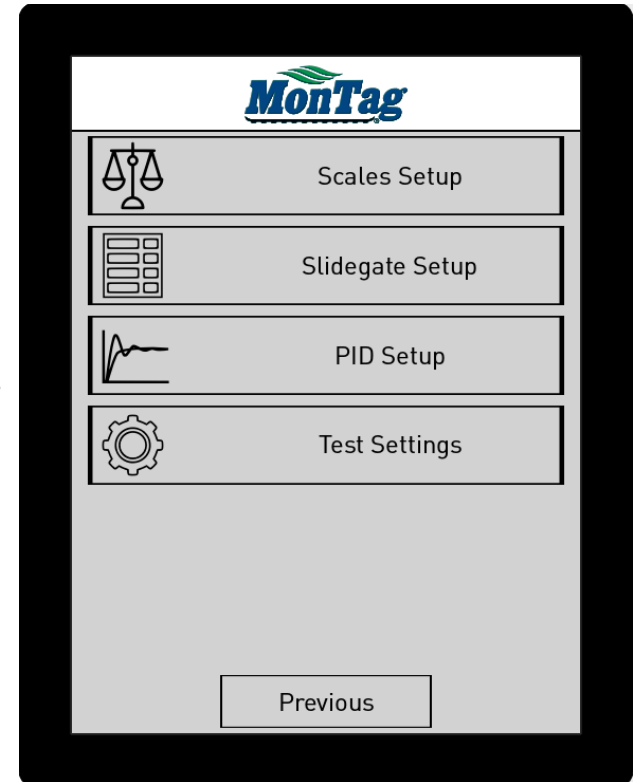 MonTag
Scales Setup
Slidegate Setup
PID Setup
Test Settings
Previous